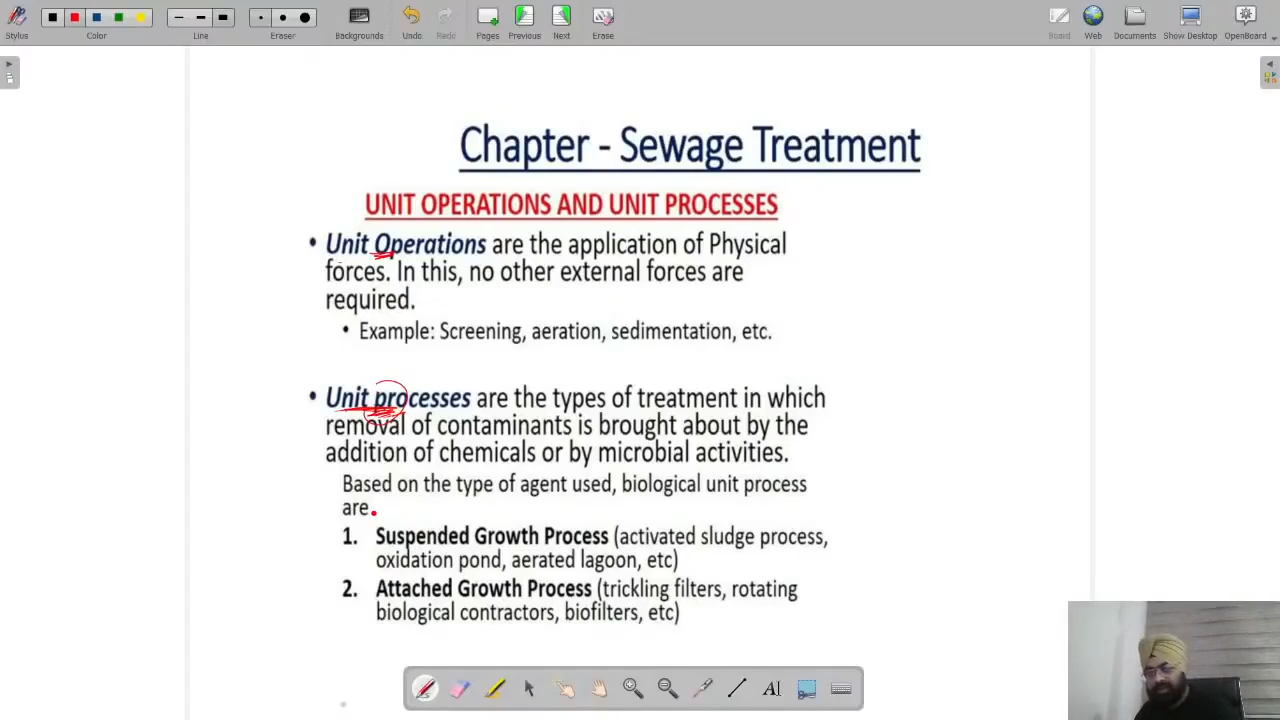 Stylus
Color
Line
Eraser
Backgrounds
Undo
Redo
Pages
Previous
Next
Erase
Board
Web
Documents
Show Desktop
OpenBoard
Chapter - Sewage Treatment
UNIT OPERATIONS AND UNIT PROCESSES
• Unit Operations are the application of Physical
forces. In this, no other external forces are
required.
• Example: Screening, aeration, sedimentation, etc.
• Unit processes are the types of treatment in which
removal of contaminants is brought about by the
addition of chemicals or by microbial activities.
Based on the type of agent used, biological unit process
are
1. Suspended Growth Process (activated sludge process,
oxidation pond, aerated lagoon, etc)
2. Attached Growth Process (trickling filters, rotating
biological contractors, biofilters, etc)